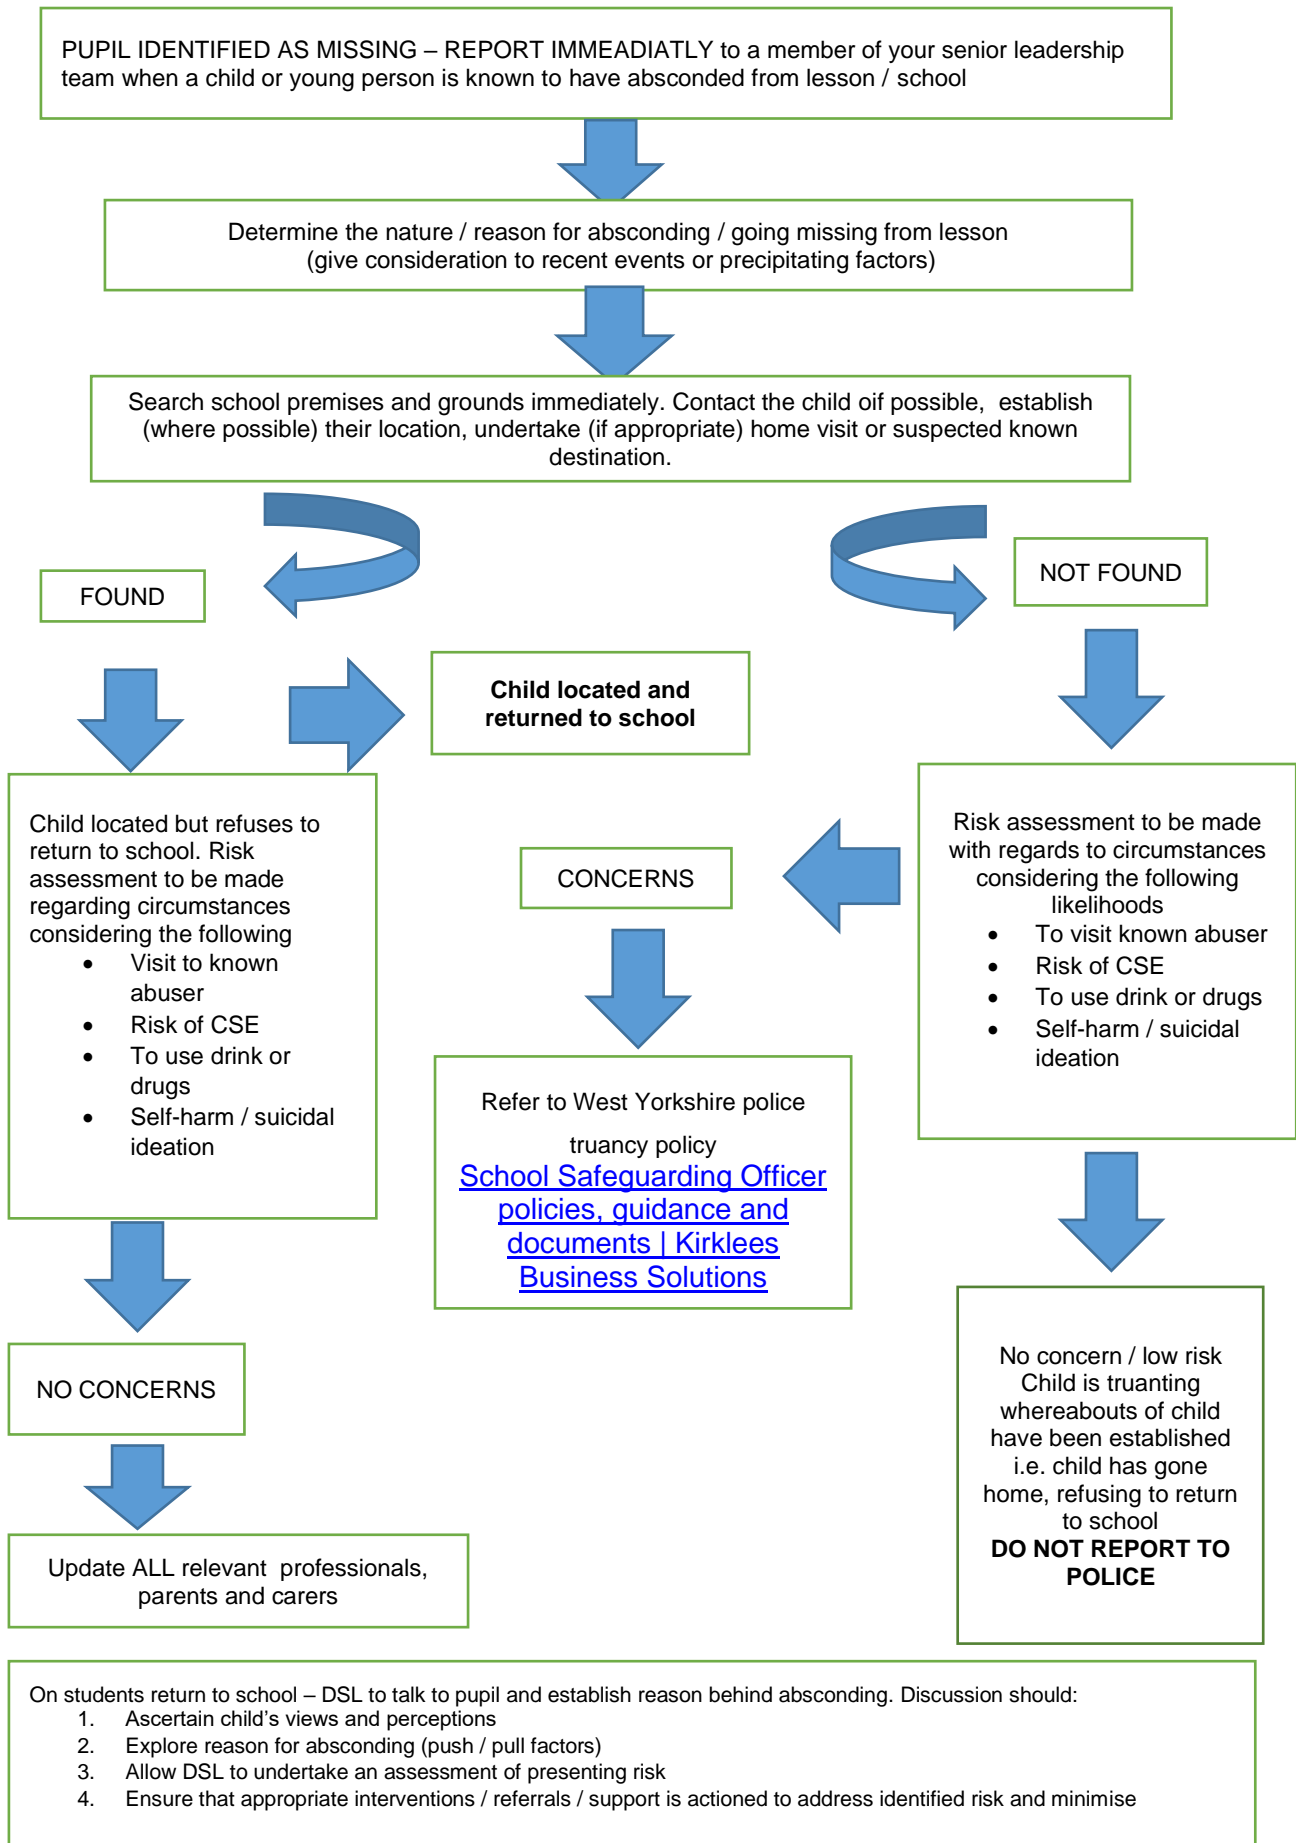 PUPIL IDENTIFIED AS MISSING – REPORT IMMEADIATLY to a member of your senior leadership
team when a child or young person is known to have absconded from lesson / school
Determine the nature / reason for absconding / going missing from lesson
(give consideration to recent events or precipitating factors)
Search school premises and grounds immediately. Contact the child oif possible,  establish
(where possible) their location, undertake (if appropriate) home visit or suspected known
destination.
FOUND
NOT FOUND
Child located and
returned to school
Child located but refuses to
return to school. Risk
assessment to be made
regarding circumstances
considering the following
• Visit to known
abuser
• Risk of CSE
• To use drink or
drugs
• Self-harm / suicidal
ideation
CONCERNS
Risk assessment to be made
with regards to circumstances
considering the following
likelihoods
• To visit known abuser
• Risk of CSE
• To use drink or drugs
• Self-harm / suicidal
ideation
Refer to West Yorkshire police
truancy policy
School Safeguarding Officer
policies, guidance and
documents | Kirklees
Business Solutions
NO CONCERNS
No concern / low risk
Child is truanting
whereabouts of child
have been established
i.e. child has gone
home, refusing to return
to school
DO NOT REPORT TO
POLICE
Update ALL relevant  professionals,
parents and carers
On students return to school – DSL to talk to pupil and establish reason behind absconding. Discussion should:
1. Ascertain child’s views and perceptions
2. Explore reason for absconding (push / pull factors)
3. Allow DSL to undertake an assessment of presenting risk
4. Ensure that appropriate interventions / referrals / support is actioned to address identified risk and minimise